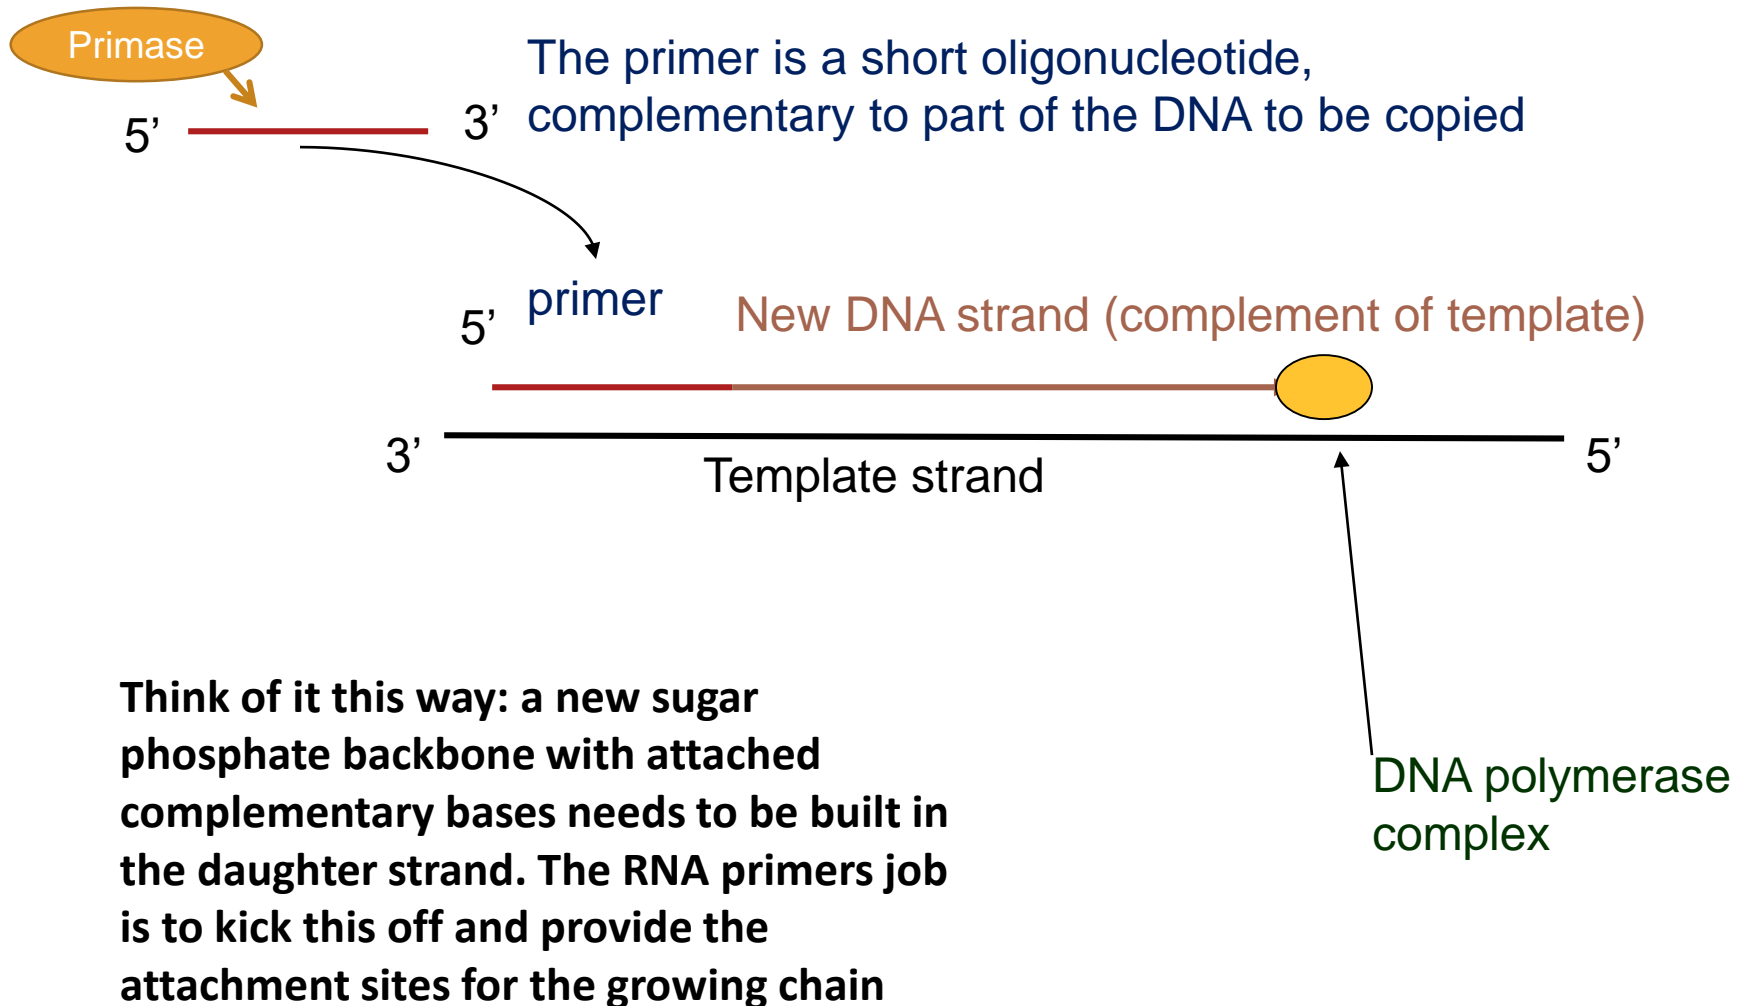 Primase
The primer is a short oligonucleotide,
complementary to part of the DNA to be copied
5’
3’
primer
New DNA strand (complement of template)
5’
3’
5’
Template strand
Think of it this way: a new sugar
phosphate backbone with attached
complementary bases needs to be built in
the daughter strand. The RNA primers job
is to kick this off and provide the
attachment sites for the growing chain
DNA polymerase
complex